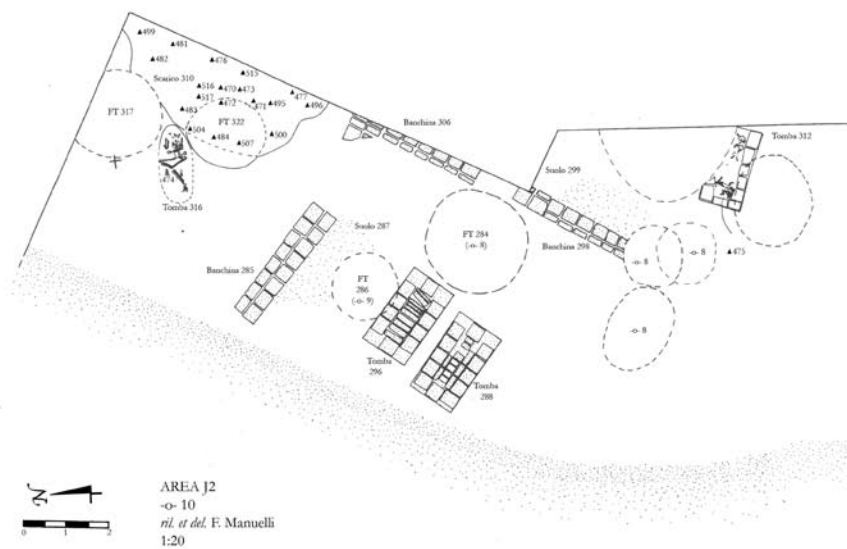 499
481
482
476
515
Scarico 310
516
470
473
477
517
472
471
495
496
483
FT 317
FT 322
504
484
507
500
474
Tomba 316
Banchina 306
Tomba 312
Suolo 299
Suolo 287
FT 284
(-o- 8)
Banchina 298
-o- 8
-o- 8
475
Banchina 285
FT
286
(-o- 9)
-o- 8
Tomba
296
Tomba
288
N
AREA J2
-o- 10
ril. et del. F. Manuelli
1:20
0 1 2